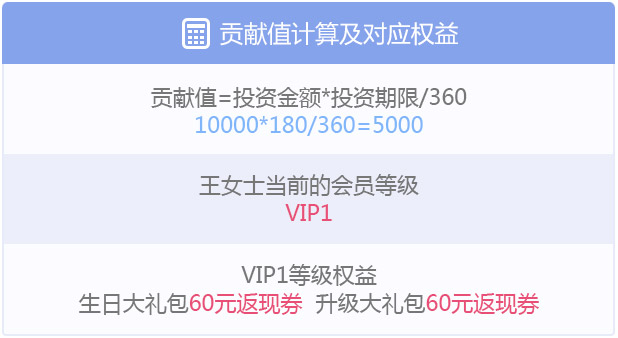 贡献值计算及对应权益
贡献值=投资金额*投资期限/360
10000*180/360=5000
王女士当前的会员等级
VIP1
VIP1等级权益
生日大礼包60元返现券 升级大礼包60元返现券